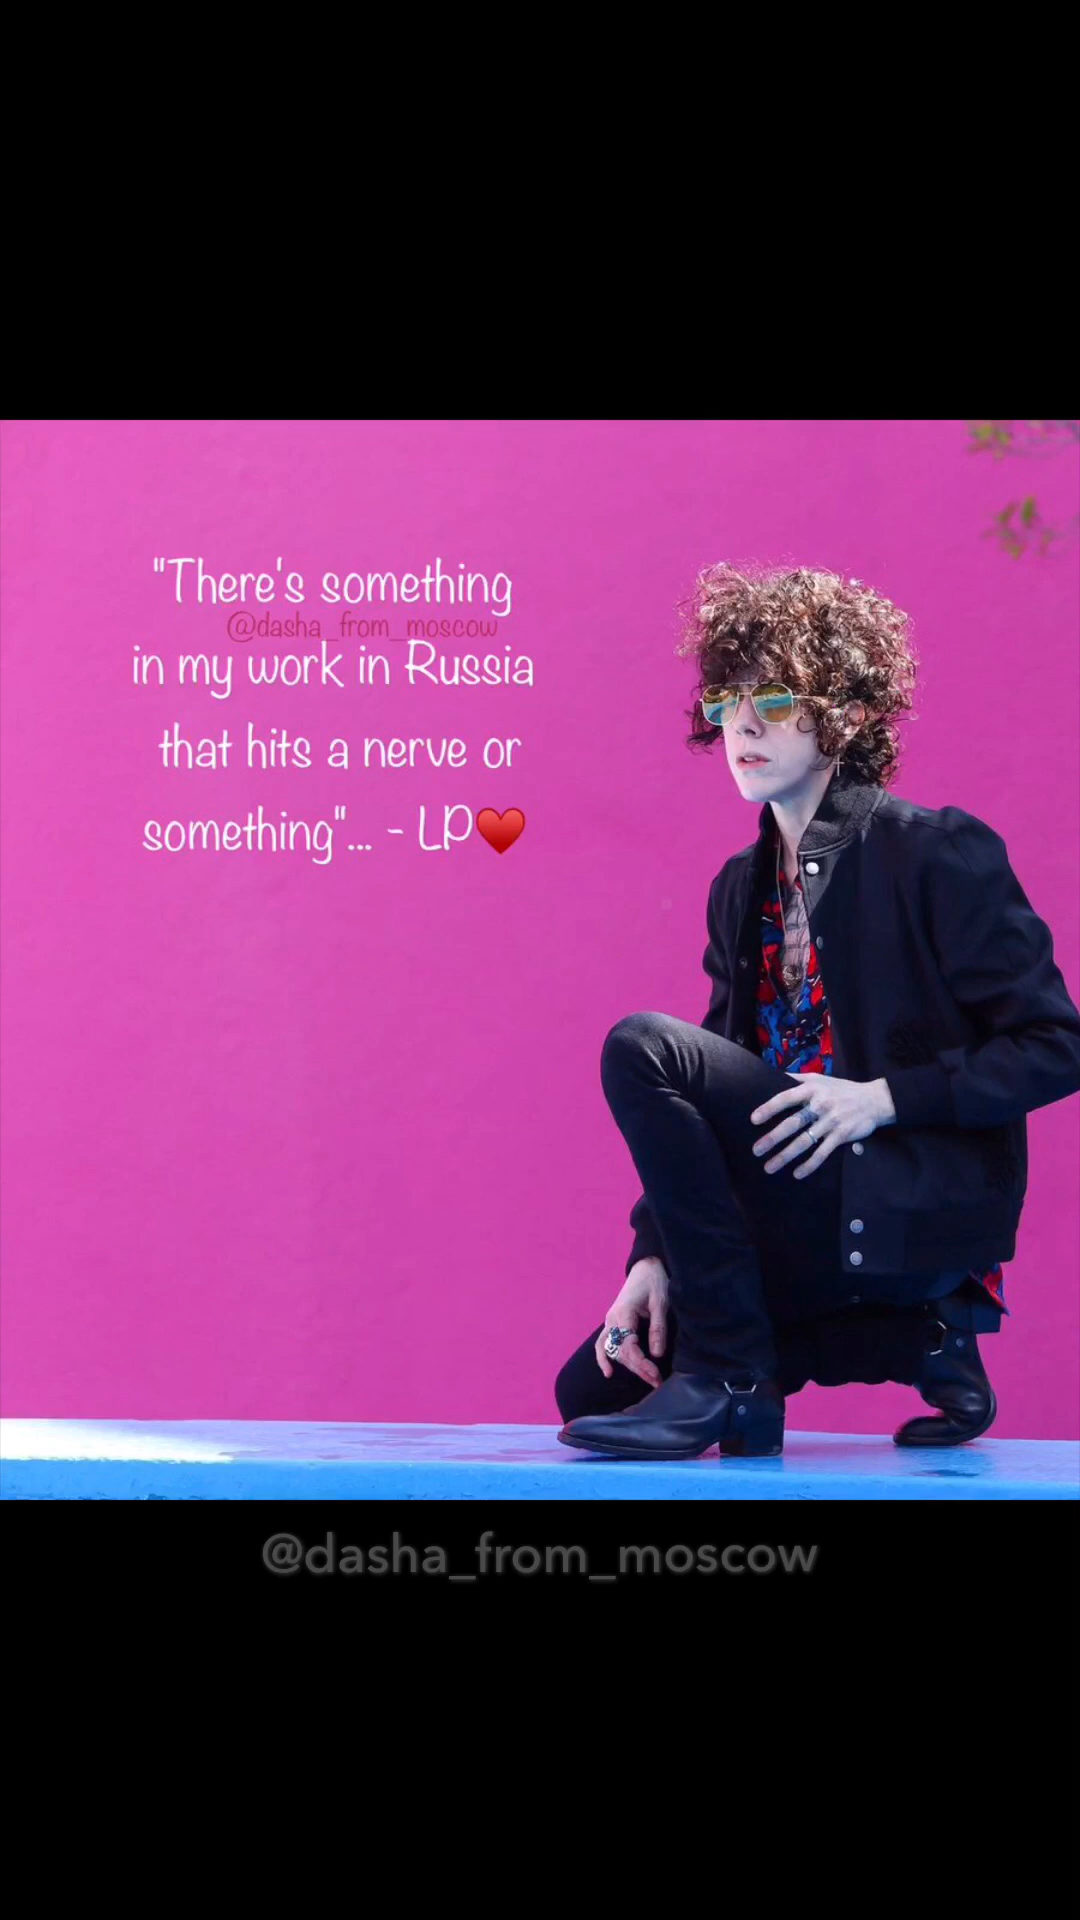 "There's something
@dasha_from_moscow
in my work in Russia
that hits a nerve or
something"... - LP♥️
@dasha_from_moscow